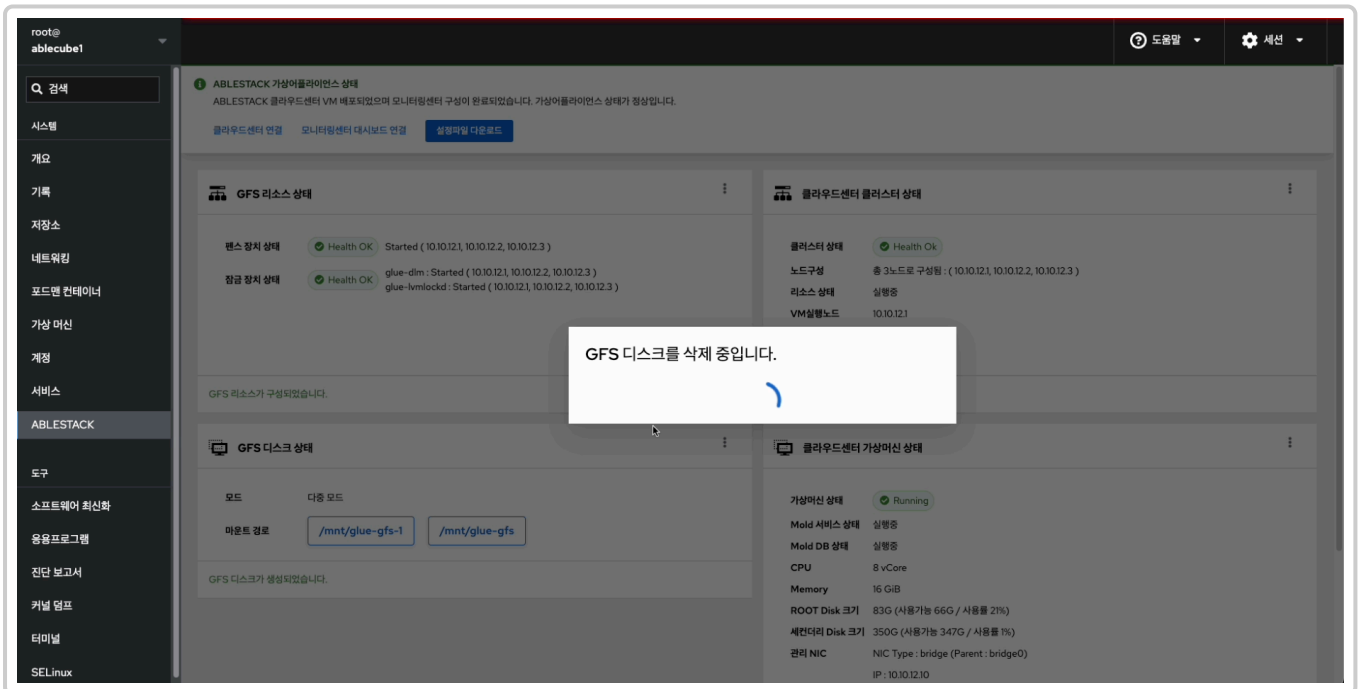 root@
ablecube1
도움말
세션
검색
시스템
개요
기록
저장소
네트워킹
포드맨 컨테이너
가상 머신
계정
서비스
ABLESTACK
도구
소프트웨어 최신화
응용프로그램
진단 보고서
커널 덤프
터미널
SELinux
ABLESTACK 가상어플라이언스 상태
ABLESTACK 클라우드센터 VM 배포되었으며 모니터링센터 구성이 완료되었습니다. 가상어플라이언스 상태가 정상입니다.
클라우드센터 연결 모니터링센터 대시보드 연결 설정파일 다운로드
GFS 리소스 상태
펜스 장치 상태 Health OK Started ( 10.10.12.1, 10.10.12.2, 10.10.12.3 )
잠금 장치 상태 Health OK glue-dlm : Started ( 10.10.12.1, 10.10.12.2, 10.10.12.3 )
glue-lvmlockd : Started ( 10.10.12.1, 10.10.12.2, 10.10.12.3 )
GFS 리소스가 구성되었습니다.
클라우드센터 클러스터 상태
클러스터 상태 Health Ok
노드구성 총 3노드로 구성됨 : ( 10.10.12.1, 10.10.12.2, 10.10.12.3 )
리소스 상태 실행중
VM실행노드 10.10.12.1
GFS 디스크를 삭제 중입니다.
GFS 디스크 상태
모드 다중 모드
마운트 경로 /mnt/glue-gfs-1 /mnt/glue-gfs
GFS 디스크가 생성되었습니다.
클라우드센터 가상머신 상태
가상머신 상태 Running
Mold 서비스 상태 실행중
Mold DB 상태 실행중
CPU 8 vCore
Memory 16 GiB
ROOT Disk 크기 83G (사용가능 66G / 사용률 21%)
세컨더리 Disk 크기 350G (사용가능 347G / 사용률 1%)
관리 NIC NIC Type : bridge (Parent : bridge0)
IP : 10.10.12.10